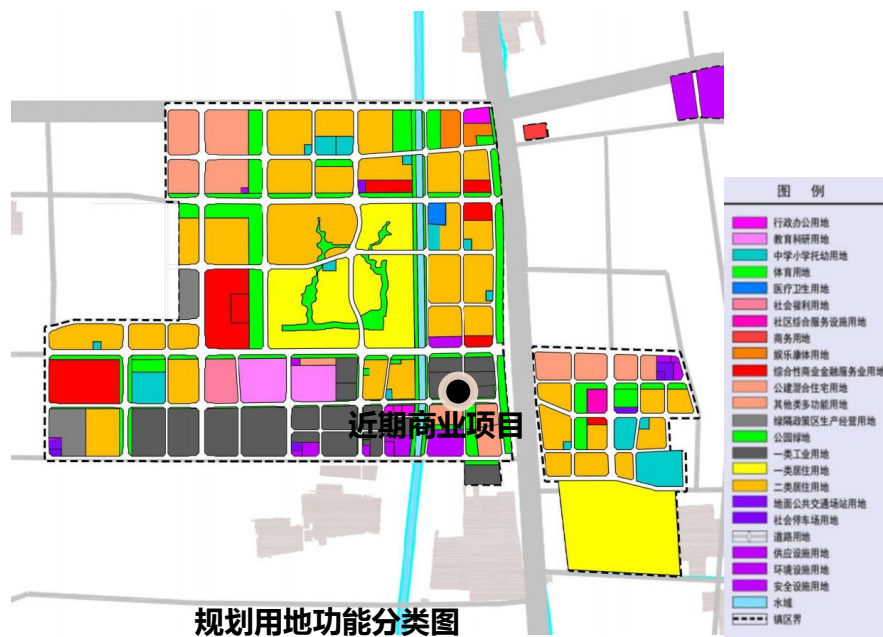 近期商业项目
规划用地功能分类图
图 例
行政办公用地
教育科研用地
中学小学托幼用地
体育用地
医疗卫生用地
社会福利用地
社区综合服务设施用地
商务用地
娱乐康体用地
综合性商业金融服务业用地
公建混合住宅用地
其他类多功能用地
绿隔政策区生产经营用地
公园绿地
一类工业用地
一类居住用地
二类居住用地
地面公共交通场站用地
社会停车场用地
道路用地
供应设施用地
环境设施用地
安全设施用地
水域
镇区界